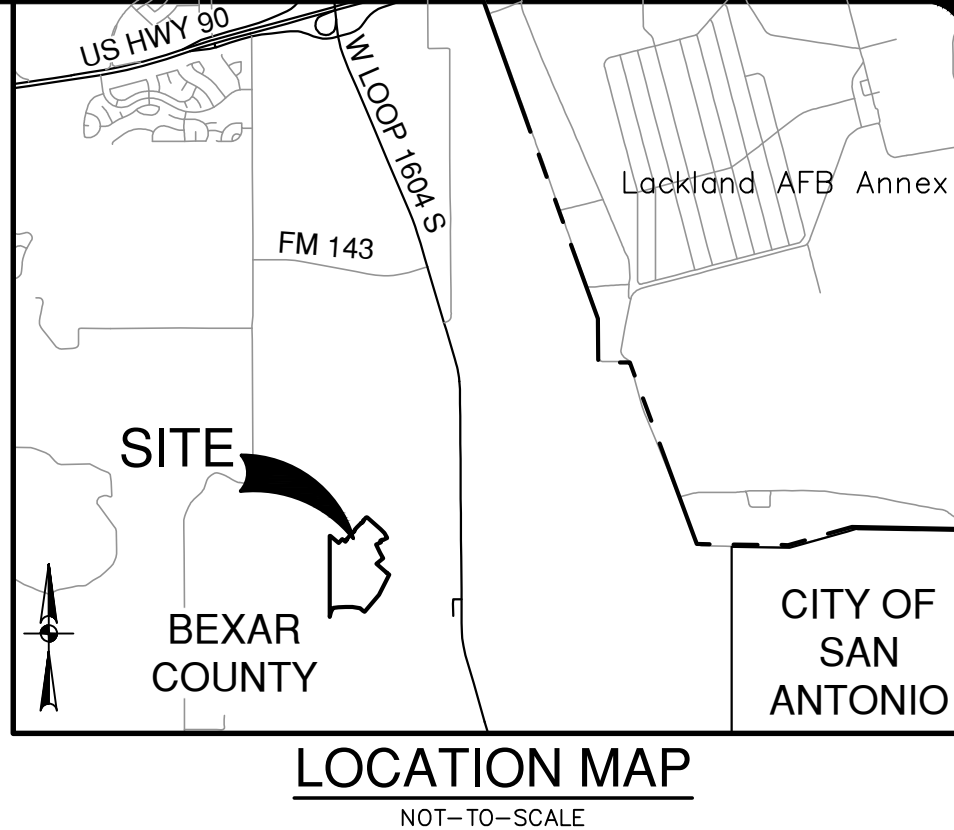 US HWY 90
W LOOP 1604 S
Lackland AFB Annex
FM 143
SITE
BEXAR
COUNTY
CITY OF
SAN
ANTONIO
LOCATION MAP
NOT-TO-SCALE